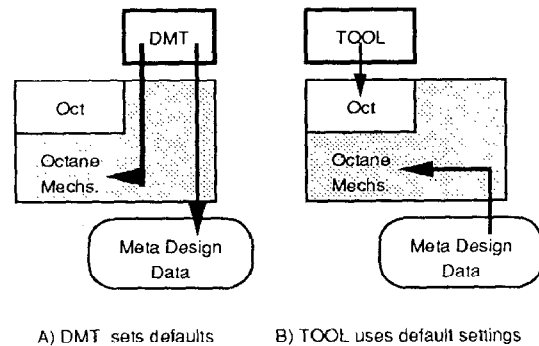 DMT
TOOL
Oct
Oct
Octane
Mechs.
Octane
Mechs.
Meta Design
Data
Meta Design
Data
A) DMT sets defaults
B) TOOL uses default settings